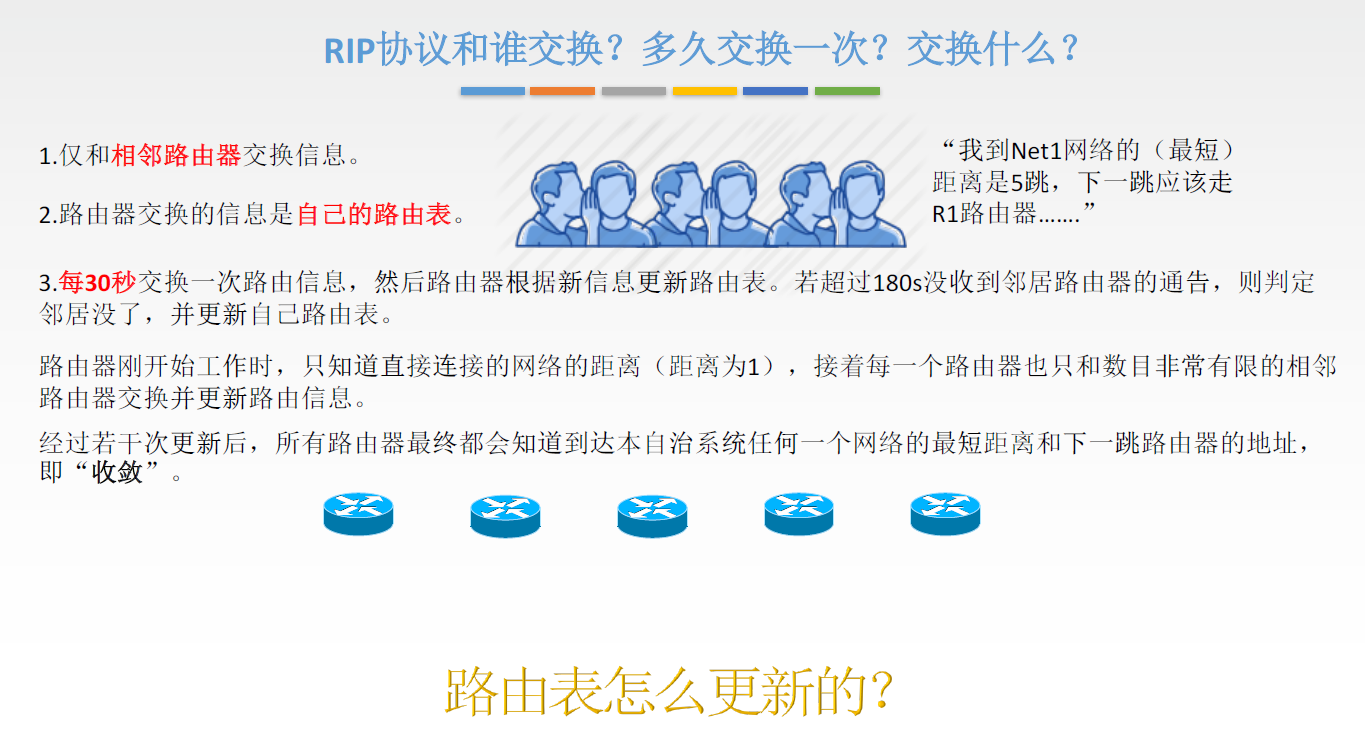 RIP协议和谁交换？多久交换一次？交换什么？
1.仅和相邻路由器交换信息。
2.路由器交换的信息是自己的路由表。
“我到Net1网络的（最短）
距离是5跳，下一跳应该走
R1路由器.......”
3.每30秒交换一次路由信息，然后路由器根据新信息更新路由表。若超过180s没收到邻居路由器的通告，则判定
邻居没了，并更新自己路由表。
路由器刚开始工作时，只知道直接连接的网络的距离（距离为1），接着每一个路由器也只和数目非常有限的相邻
路由器交换并更新路由信息。
经过若干次更新后，所有路由器最终都会知道到达本自治系统任何一个网络的最短距离和下一跳路由器的地址，
即“收敛”。
路由表怎么更新的？